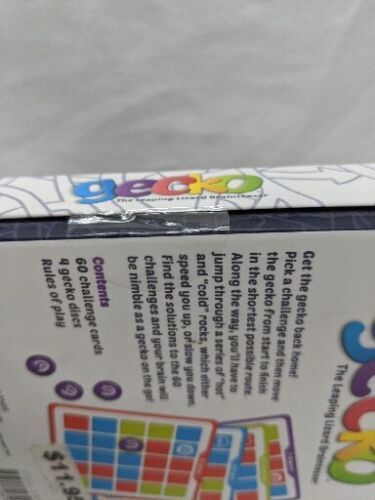 gecko
The Leaping Lizard Brainteaser
gecko
The Leaping Lizard Brainteaser
Get the gecko back home!
Pick a challenge and then move
the gecko from start to finish
in the shortest possible route.
Along the way, you'll have to
jump through a series of "hot"
and "cold" rocks, which either
speed you up, or slow you down.
Find the solutions to the 60
challenges and your brain will
be nimble as a gecko on the go!
Contents
60 challenge cards
4 gecko discs
Rules of play